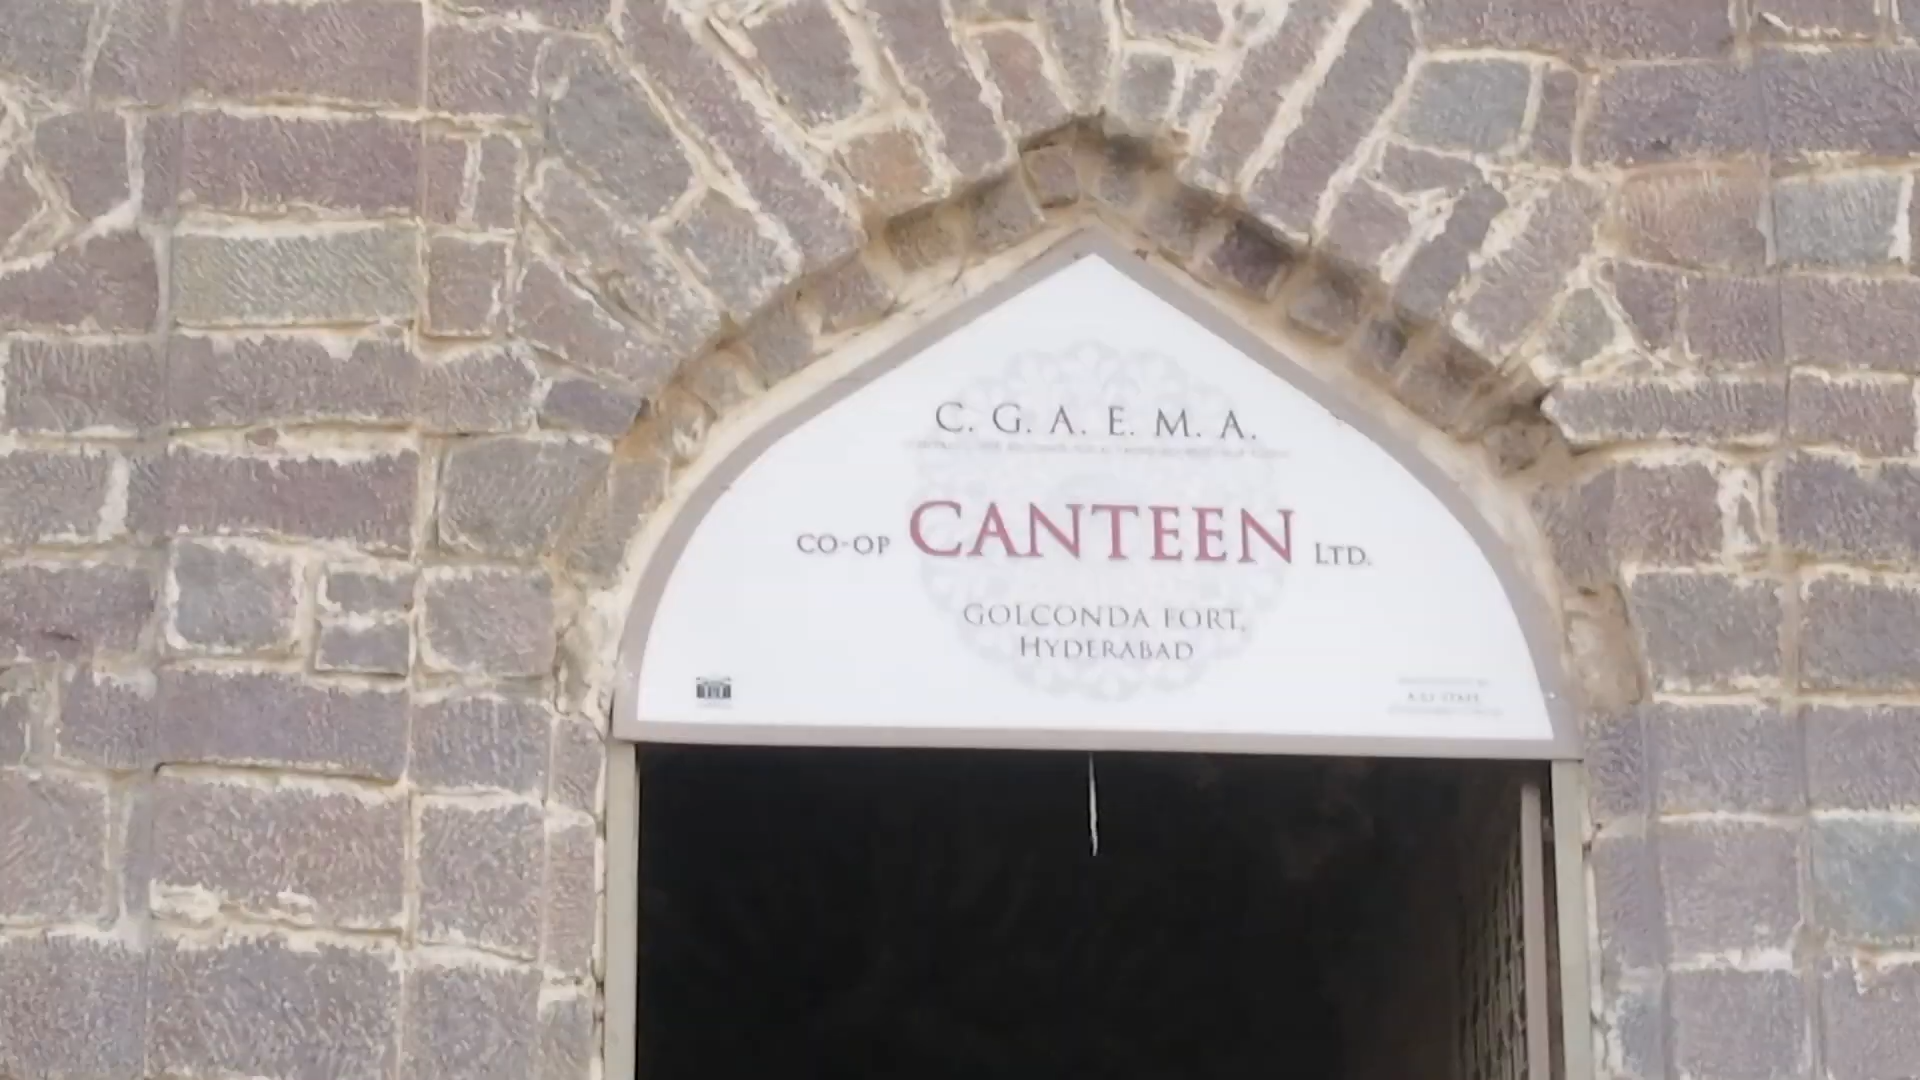 C. G. A. E. M. A.
CO-OP CANTEEN LTD.
GOLCONDA FORT,
HYDERABAD